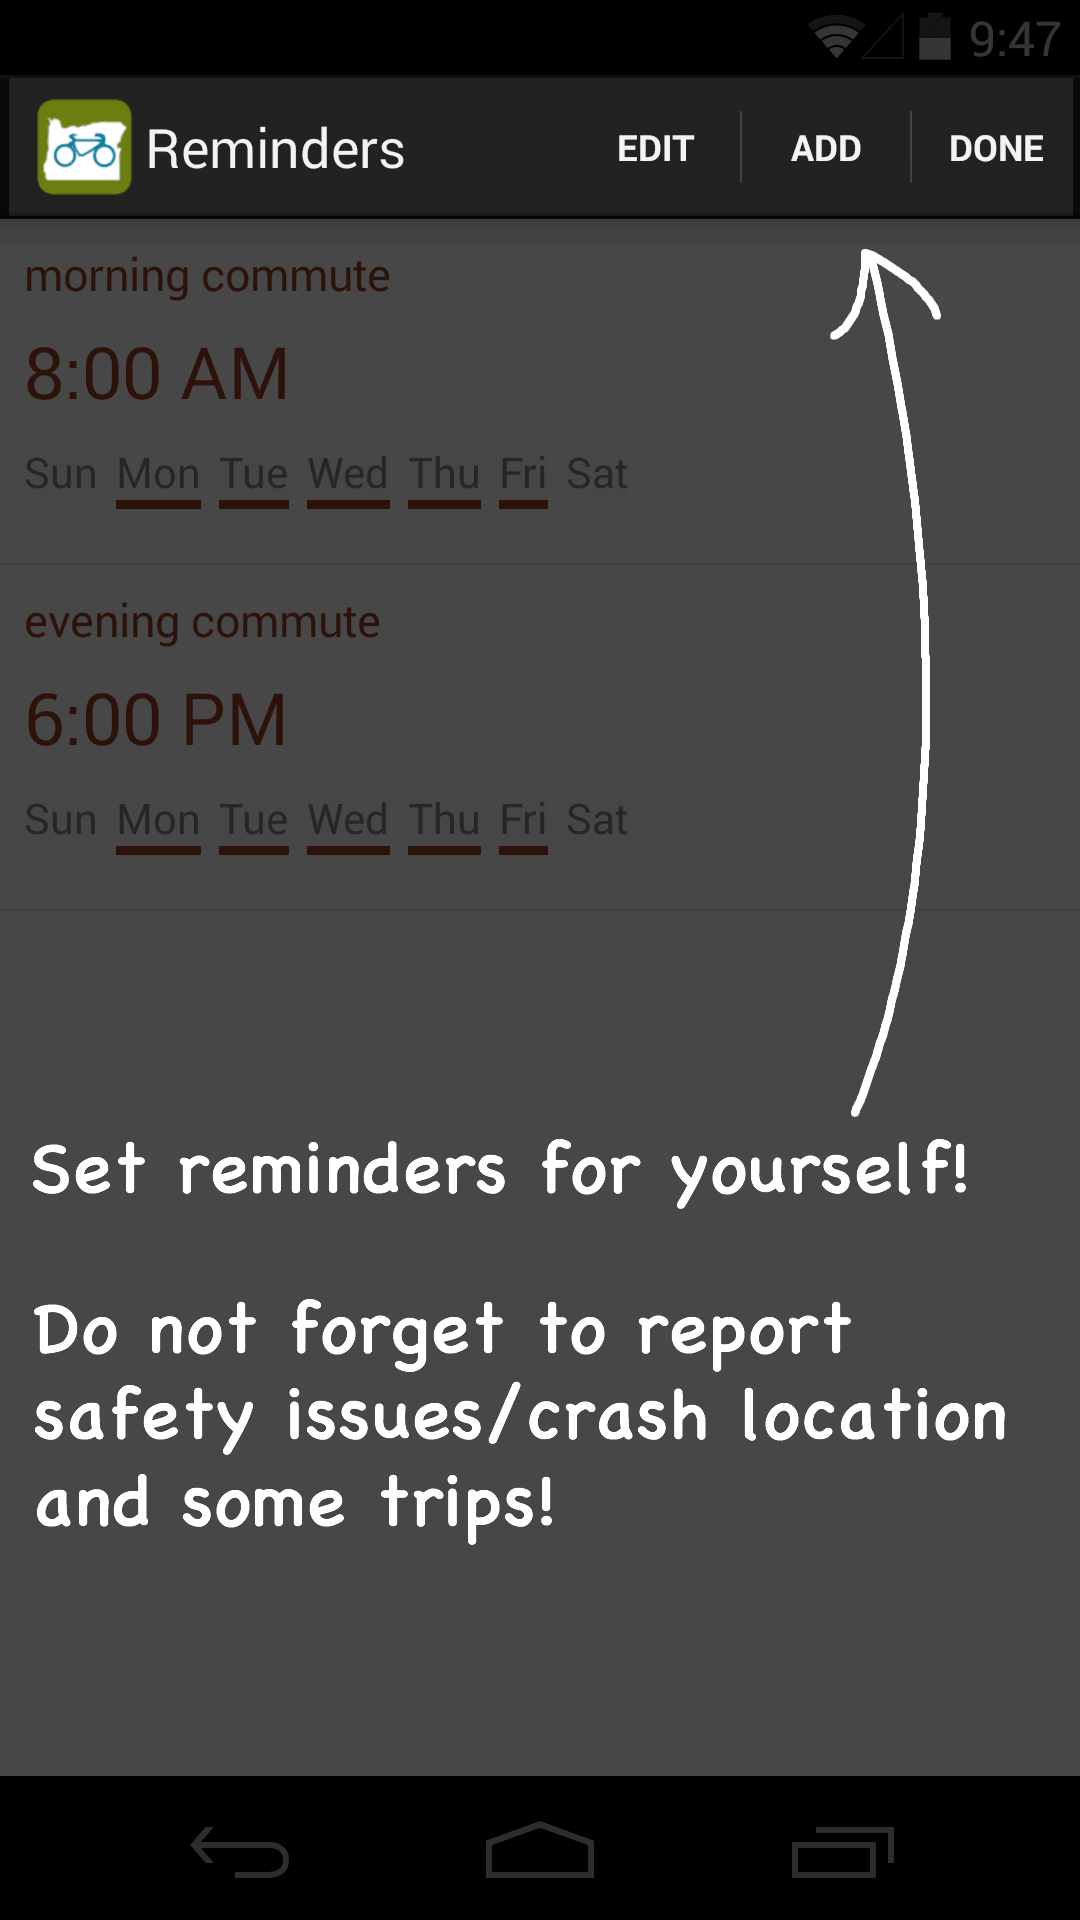 9:47
Reminders EDIT ADD DONE
morning commute
8:00 AM
Sun Mon Tue Wed Thu Fri Sat
evening commute
6:00 PM
Sun Mon Tue Wed Thu Fri Sat
Set reminders for yourself!
Do not forget to report
safety issues/crash location
and some trips!